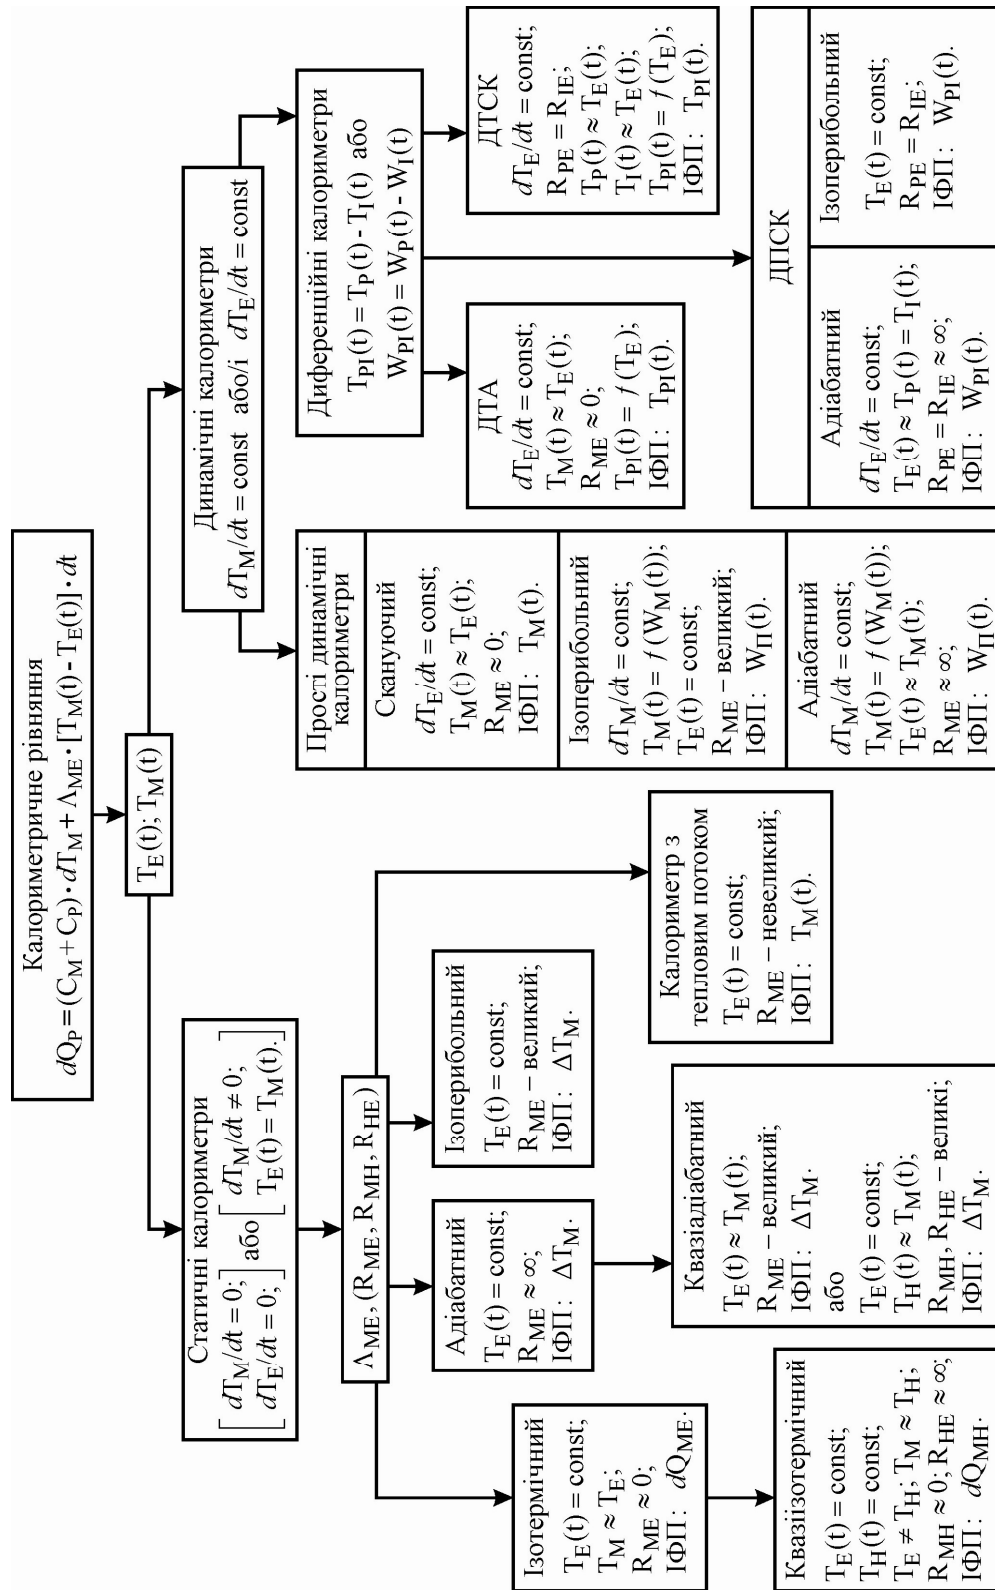 Калориметричне рівняння
dQ_P = (C_M + C_P) · dT_M + Λ_ME · [T_M(t) - T_E(t)] · dt
T_E(t); T_M(t)
Статичні калориметри
[dT_M/dt = 0; dT_E/dt = 0;] або [dT_M/dt ≠ 0; T_E(t) = T_M(t).]
Λ_ME, (R_ME, R_MH, R_HE)
Ізотермічний
T_E(t) = const;
T_M ≈ T_E;
R_ME ≈ 0;
ІФП: dQ_ME.
Квазіізотермічний
T_E(t) = const;
T_H(t) = const;
T_E ≠ T_H; T_M ≈ T_H;
R_MH ≈ 0; R_HE ≈ ∞;
ІФП: dQ_MH.
Адіабатний
T_E(t) = const;
R_ME ≈ ∞;
ІФП: ΔT_M.
Квазіадіабатний
T_E(t) ≈ T_M(t);
R_ME – великий;
ІФП: ΔT_M.
або
T_E(t) = const;
T_H(t) ≈ T_M(t);
R_MH, R_HE – великі;
ІФП: ΔT_M.
Ізоперибольний
T_E(t) = const;
R_ME – великий;
ІФП: ΔT_M.
Калориметр з
тепловим потоком
T_E(t) = const;
R_ME – невеликий;
ІФП: T_M(t).
Динамічні калориметри
dT_M/dt = const або/і dT_E/dt = const
Прості динамічні
калориметри
Скануючий
dT_E/dt = const;
T_M(t) ≈ T_E(t);
R_ME ≈ 0;
ІФП: T_M(t).
Ізоперибольний
dT_M/dt = const;
T_M(t) = f(W_M(t));
T_E(t) = const;
R_ME – великий;
ІФП: W_П(t).
Адіабатний
dT_M/dt = const;
T_M(t) = f(W_M(t));
T_E(t) ≈ T_M(t);
R_ME ≈ ∞;
ІФП: W_П(t).
Диференційні калориметри
T_PI(t) = T_P(t) - T_I(t) або
W_PI(t) = W_P(t) - W_I(t)
ДТА
dT_E/dt = const;
T_M(t) ≈ T_E(t);
R_ME ≈ 0;
T_PI(t) = f(T_E);
ІФП: T_PI(t).
ДТСК
dT_E/dt = const;
R_PE = R_IE;
T_P(t) ≈ T_E(t);
T_I(t) ≈ T_E(t);
T_PI(t) = f(T_E);
ІФП: T_PI(t).
ДПСК
Адіабатний
dT_E/dt = const;
T_E(t) ≈ T_P(t) = T_I(t);
R_PE = R_IE ≈ ∞;
ІФП: W_PI(t).
Ізоперибольний
T_E(t) = const;
R_PE = R_IE;
ІФП: W_PI(t).